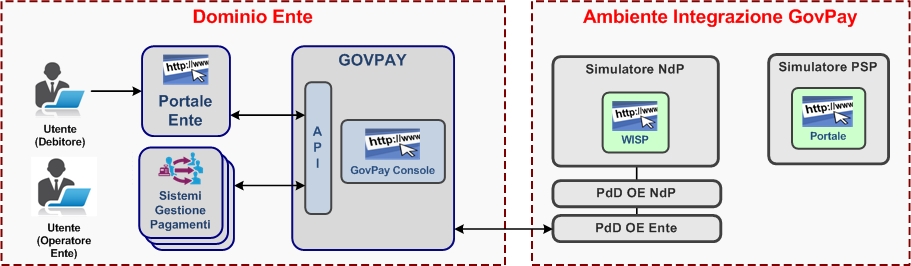 Dominio Ente
Utente
(Debitore)
Utente
(Operatore
Ente)
http://www
Portale
Ente
Sistemi
Gestione
Pagamenti
GOVPAY
A
P
I
http://www
GovPay Console
Ambiente Integrazione GovPay
Simulatore NdP
http://www
WISP
PdD OE NdP
PdD OE Ente
Simulatore PSP
http://www
Portale